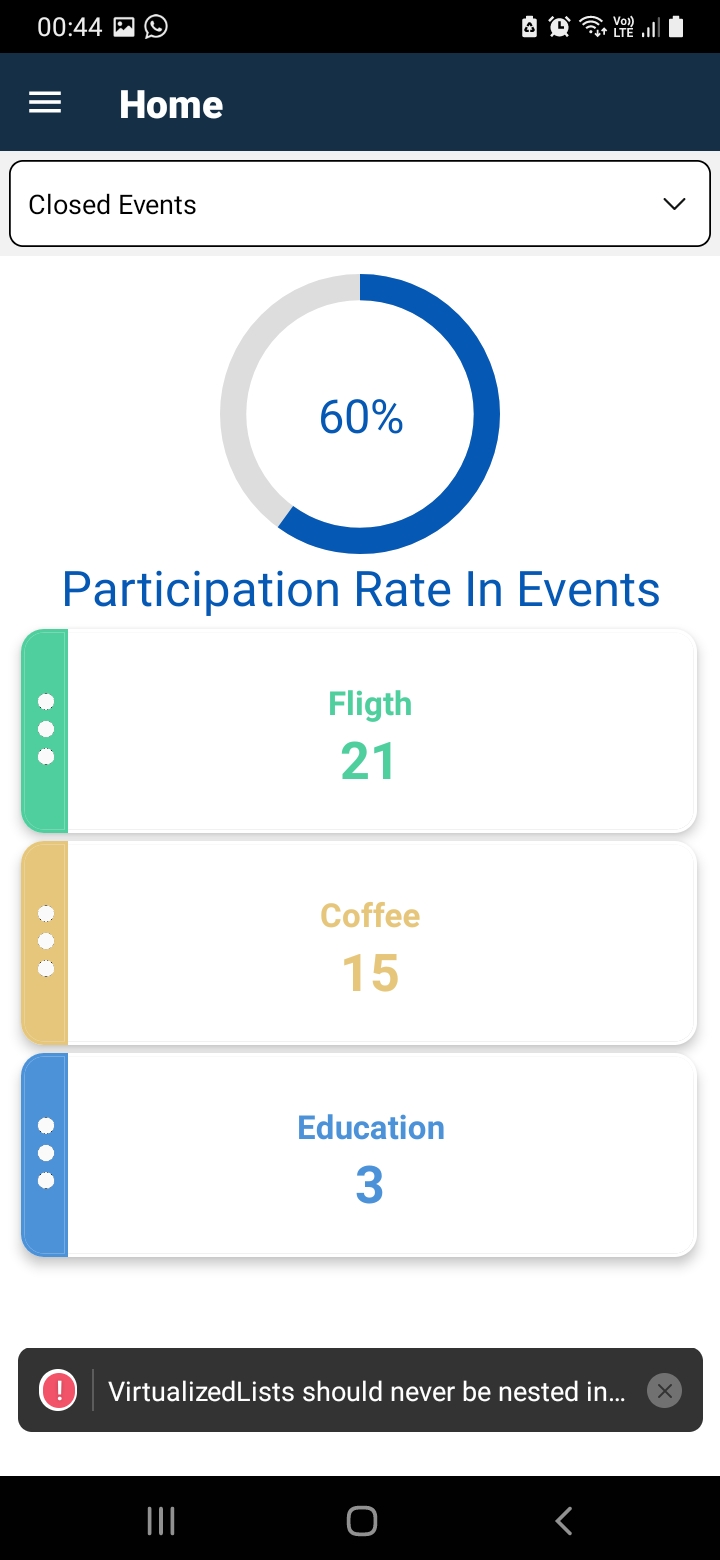 00:44
Vo)) LTE
Home
Closed Events
60%
Participation Rate In Events
Fligth
21
Coffee
15
Education
3
! VirtualizedLists should never be nested in...